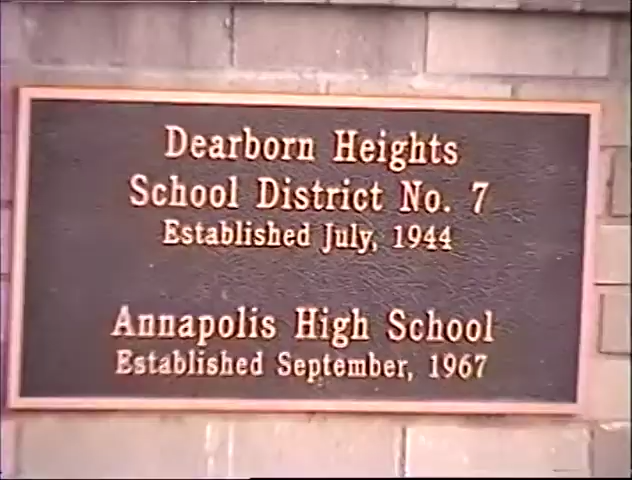 Dearborn Heights
School District No. 7
Established July, 1944
Annapolis High School
Established September, 1967